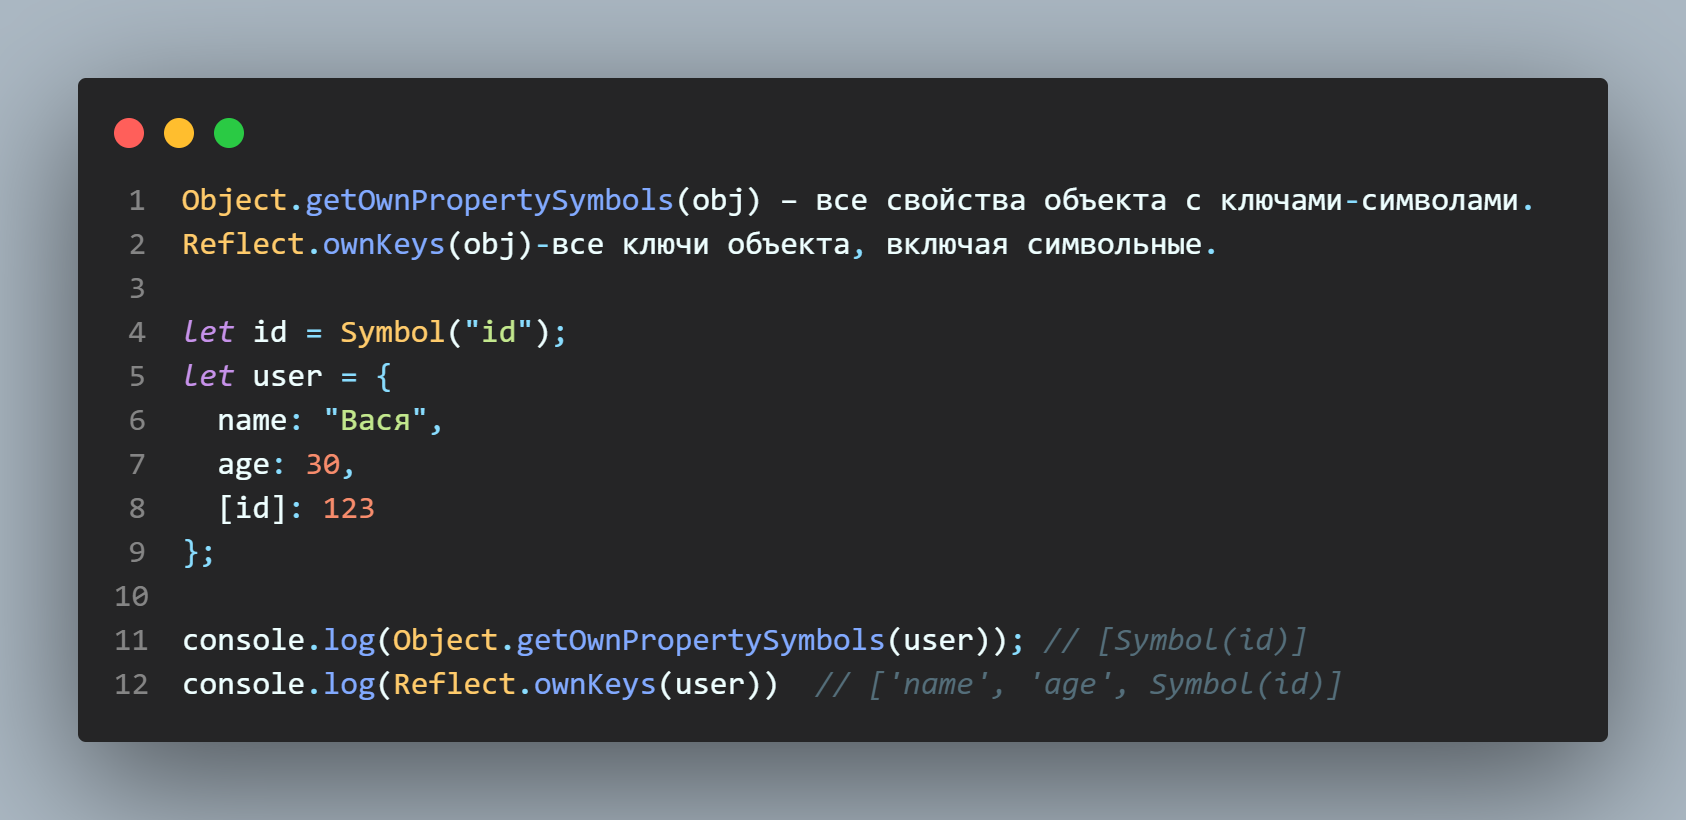 1 Object.getOwnPropertySymbols(obj) – все свойства объекта с ключами-символами.
2 Reflect.ownKeys(obj)-все ключи объекта, включая символьные.
3
4 let id = Symbol("id");
5 let user = {
6   name: "Вася",
7   age: 30,
8   [id]: 123
9 };
10
11 console.log(Object.getOwnPropertySymbols(user)); // [Symbol(id)]
12 console.log(Reflect.ownKeys(user))  // ['name', 'age', Symbol(id)]